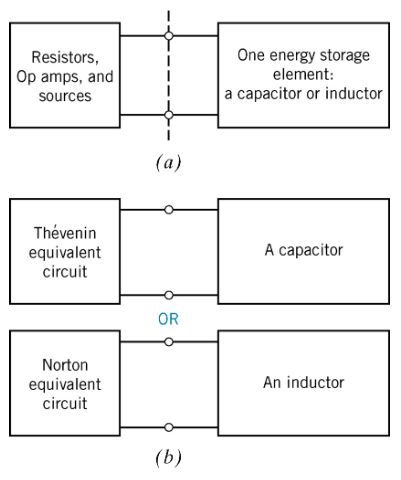 Resistors,
Op amps, and
sources
One energy storage
element:
a capacitor or inductor
(a)
Thévenin
equivalent
circuit
A capacitor
OR
Norton
equivalent
circuit
An inductor
(b)